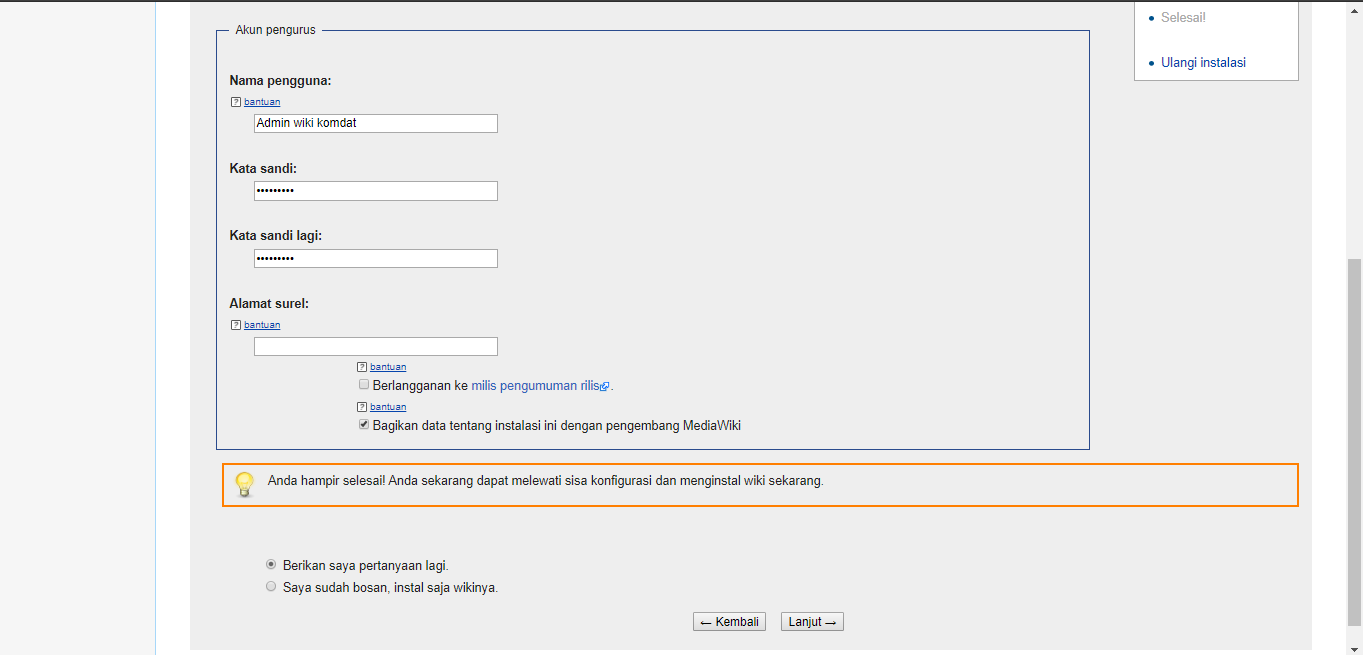 Selesai!
Ulangi instalasi
Akun pengurus
Nama pengguna:
? bantuan
Admin wiki komdat
Kata sandi:
•••••••••
Kata sandi lagi:
•••••••••
Alamat surel:
? bantuan
? bantuan
Berlangganan ke milis pengumuman rilis.
? bantuan
Bagikan data tentang instalasi ini dengan pengembang MediaWiki
Anda hampir selesai! Anda sekarang dapat melewati sisa konfigurasi dan menginstal wiki sekarang.
Berikan saya pertanyaan lagi.
Saya sudah bosan, instal saja wikinya.
← Kembali Lanjut →